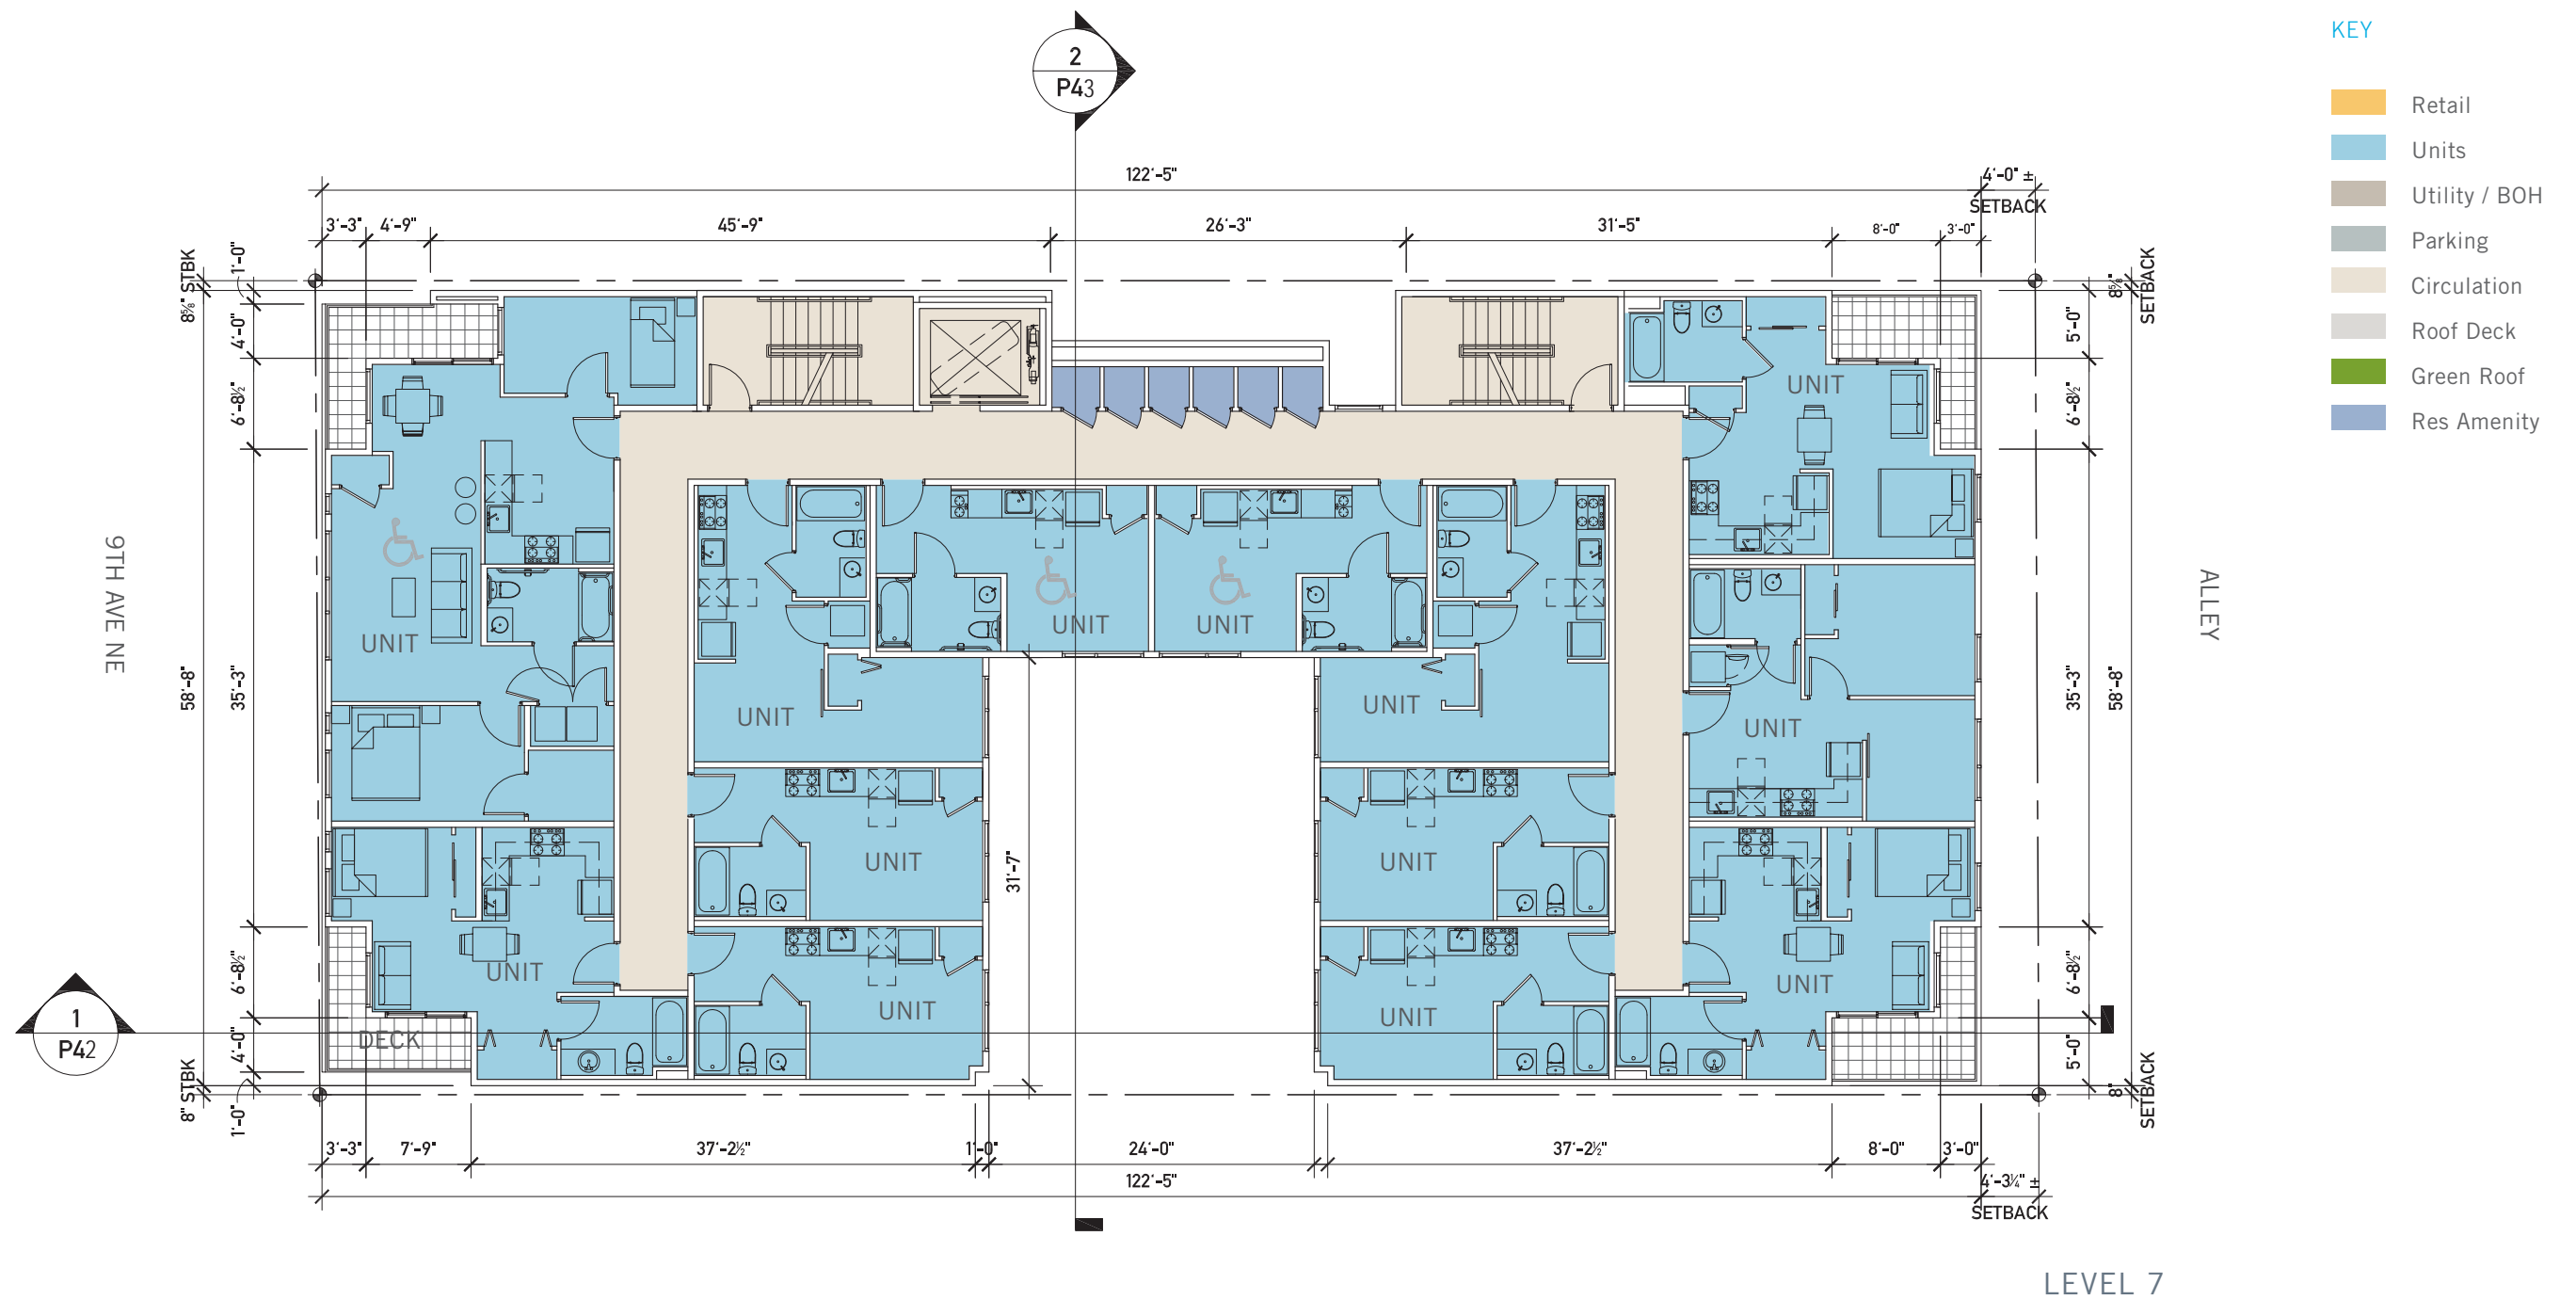 KEY
Retail
Units
Utility / BOH
Parking
Circulation
Roof Deck
Green Roof
Res Amenity
2
P43
122'-5"
4'-0" ±
SETBACK
3'-3"
4'-9"
45'-9"
26'-3"
31'-5"
8'-0"
3'-0"
8⅝" STBK
1'-0"
4'-0"
6'-8½"
35'-3"
58'-8"
6'-8½"
4'-0"
1'-0"
8" STBK
9TH AVE NE
1
P42
UNIT
UNIT
UNIT
UNIT
UNIT
UNIT
UNIT
UNIT
UNIT
UNIT
UNIT
UNIT
UNIT
UNIT
DECK
31'-7"
8⅝"
SETBACK
5'-0"
6'-8½"
35'-3"
58'-8"
6'-8½"
5'-0"
8"
SETBACK
ALLEY
3'-3"
7'-9"
37'-2½"
1'-0"
24'-0"
37'-2½"
8'-0"
3'-0"
122'-5"
4'-3¼" ±
SETBACK
LEVEL 7